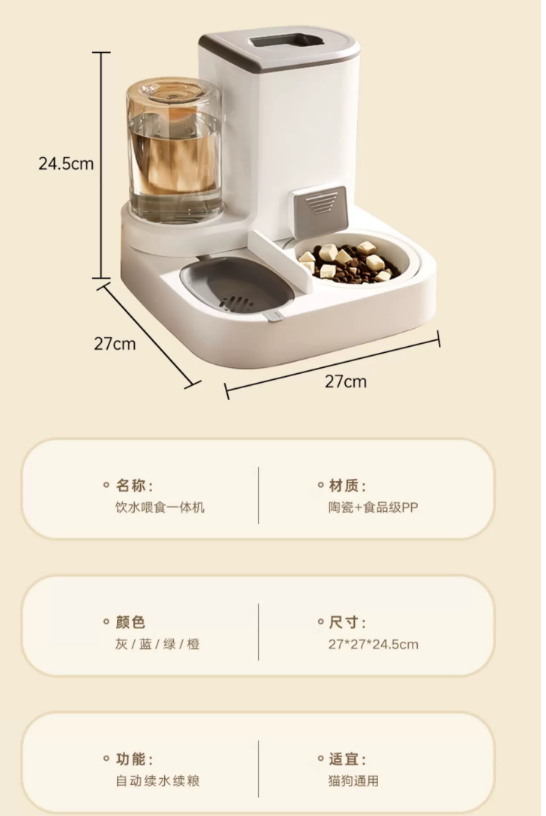 24.5cm
27cm
27cm
名称：
饮水喂食一体机
材质：
陶瓷+食品级PP
颜色
灰/蓝/绿/橙
尺寸：
27*27*24.5cm
功能：
自动续水续粮
适宜：
猫狗通用